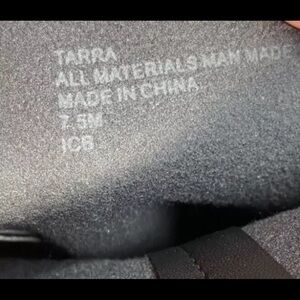 TARRA
ALL MATERIALS MAN MADE
MADE IN CHINA
7.5M
ICB